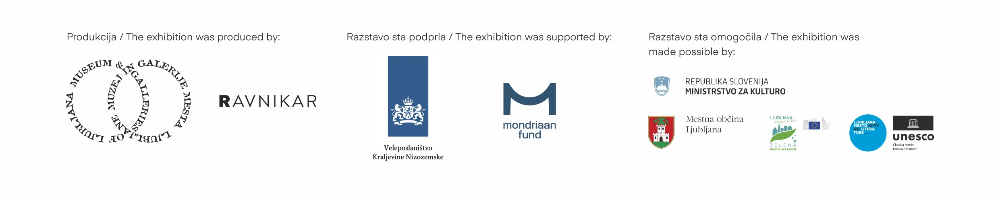 Produkcija / The exhibition was produced by:
MUSEUM & GALLERIES OF LJUBLJANA
MUZEJ IN GALERIJE MESTA LJUBLJANE
RAVNIKAR
Razstavo sta podprla / The exhibition was supported by:
Veleposlaništvo
Kraljevine Nizozemske
mondriaan
fund
Razstavo sta omogočila / The exhibition was
made possible by:
REPUBLIKA SLOVENIJA
MINISTRSTVO ZA KULTURO
Mestna občina
Ljubljana
LJUBLJANA
zmagovalka 2016
ZELENA
PRESTOLNICA EVROPE
LJUBLJANA:
MESTO/CITY
OF/LITERA-
TURE ...
unesco
Članica mreže
kreativnih mest